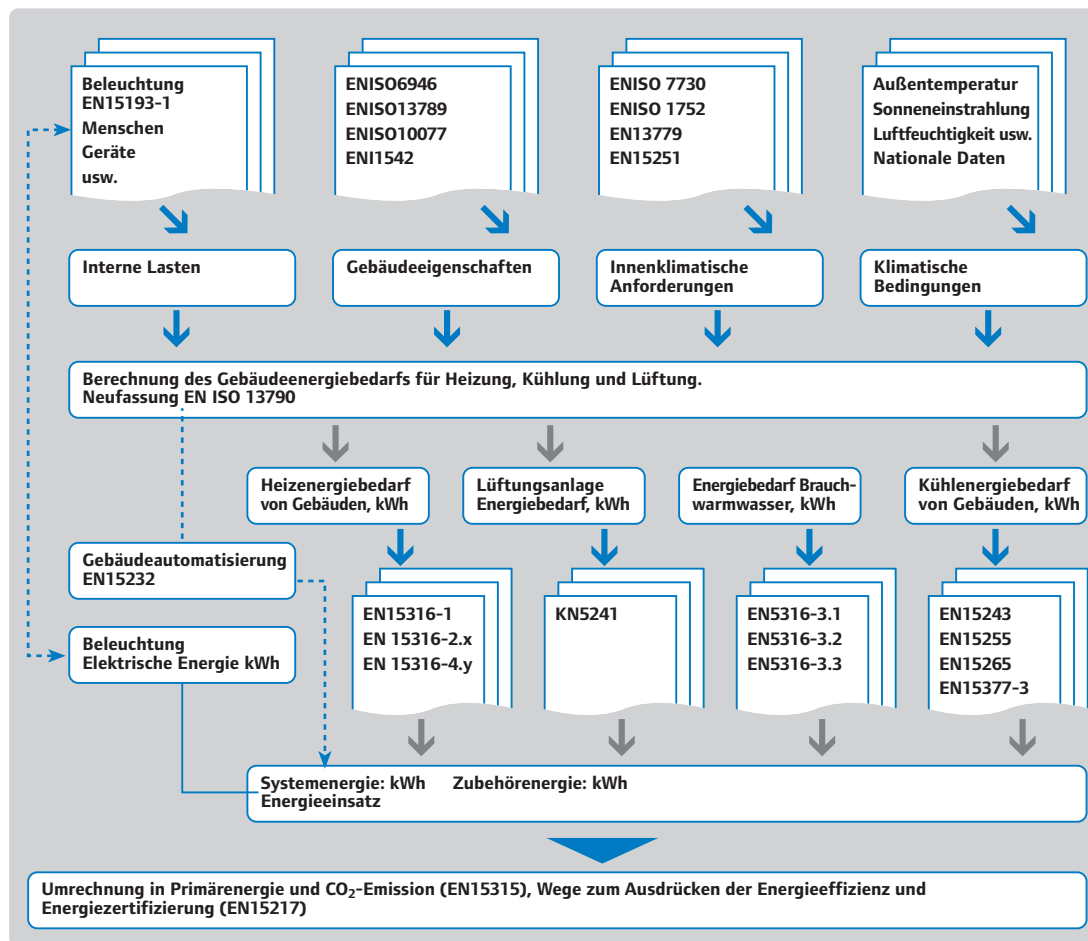 Beleuchtung
EN15193-1
Menschen
Geräte
usw.
ENISO6946
ENISO13789
ENISO10077
ENI1542
ENISO 7730
ENISO 1752
EN13779
EN15251
Außentemperatur
Sonneneinstrahlung
Luftfeuchtigkeit usw.
Nationale Daten
Interne Lasten
Gebäudeeigenschaften
Innenklimatische
Anforderungen
Klimatische
Bedingungen
Berechnung des Gebäudeenergiebedarfs für Heizung, Kühlung und Lüftung.
Neufassung EN ISO 13790
Heizenergiebedarf
von Gebäuden, kWh
Lüftungsanlage
Energiebedarf, kWh
Energiebedarf Brauch-
warmwasser, kWh
Kühlenergiebedarf
von Gebäuden, kWh
Gebäudeautomatisierung
EN15232
Beleuchtung
Elektrische Energie kWh
EN15316-1
EN 15316-2.x
EN 15316-4.y
KN5241
EN5316-3.1
EN5316-3.2
EN5316-3.3
EN15243
EN15255
EN15265
EN15377-3
Systemenergie: kWh Zubehörenergie: kWh
Energieeinsatz
Umrechnung in Primärenergie und CO₂-Emission (EN15315), Wege zum Ausdrücken der Energieeffizienz und
Energiezertifizierung (EN15217)